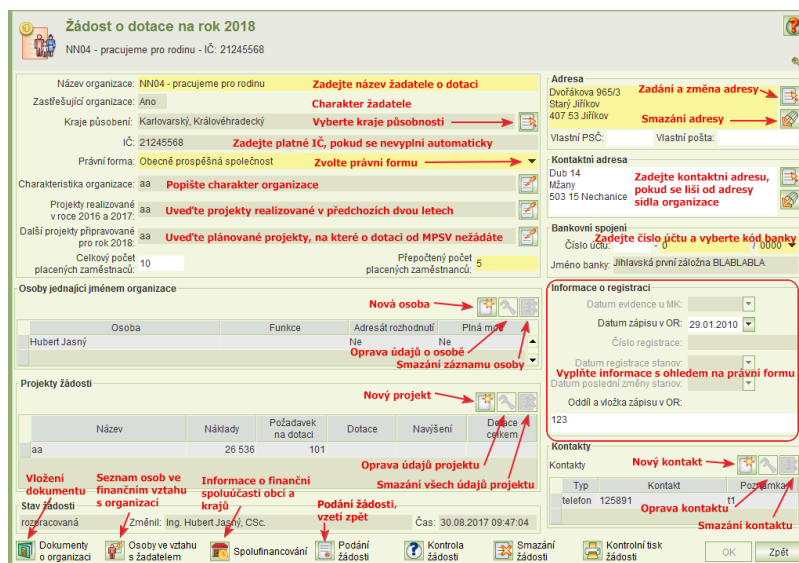 Žádost o dotace na rok 2018
NN04 - pracujeme pro rodinu - IČ: 21245568
Název organizace: NN04 - pracujeme pro rodinu Zadejte název žadatele o dotaci
Zastřešující organizace: Ano Charakter žadatele
Kraje působení: Karlovarský, Královéhradecký Vyberte kraje působnosti
IČ: 21245568 Zadejte platné IČ, pokud se nevyplní automaticky
Právní forma: Obecně prospěšná společnost Zvolte právní formu
Charakteristika organizace: aa Popište charakter organizace
Projekty realizované
v roce 2016 a 2017: aa Uveďte projekty realizované v předchozích dvou letech
Další projekty připravované
pro rok 2018: aa Uveďte plánované projekty, na které o dotaci od MPSV nežádáte
Celkový počet
placených zaměstnanců: 10
Přepočtený počet
placených zaměstnanců: 5
Adresa
Dvořákova 965/3 Zadání a změna adresy
Starý Jiříkov
407 53 Jiříkov Smazání adresy
Vlastní PSČ: Vlastní pošta:
Kontaktní adresa
Dub 14
Mžany
503 15 Nechanice
Zadejte kontaktní adresu,
pokud se liší od adresy
sídla organizace
Bankovní spojení
Zadejte číslo účtu a vyberte kód banky
Číslo účtu: - 0 / 0000
Jméno banky: Jihlavská první záložna BLABLABLA
Osoby jednající jménem organizace
Nová osoba
Osoba Funkce Adresát rozhodnutí Plná moc
Hubert Jasný Ne Ne
Oprava údajů o osobě
Smazání záznamu osoby
Informace o registraci
Datum evidence u MK:
Datum zápisu v OR: 29.01.2010
Číslo registrace:
Datum registrace stanov:
Vyplňte informace s ohledem na právní formu
Datum poslední změny stanov:
Oddíl a vložka zápisu v OR:
123
Projekty žádosti
Nový projekt
Název Náklady Požadavek na dotaci Dotace Navýšení Dotace celkem
aa 26 536 101
Oprava údajů projektu
Smazání všech údajů projektu
Kontakty
Kontakty Nový kontakt
Typ Kontakt Poznámka
telefon 125891 t1
Oprava kontaktu
Smazání kontaktu
Vložení
dokumentu
Seznam osob ve
finančním vztahu
s organizací
Informace o finanční
spoluúčasti obcí a
krajů
Podání žádosti,
vzetí zpět
Stav žádosti
rozpracovaná Změnil: Ing. Hubert Jasný, CSc. Čas: 30.08.2017 09:47:04
Dokumenty
o organizaci
Osoby ve vztahu
s žadatelem
Spolufinancování
Podání
žádosti
Kontrola
žádosti
Smazání
žádosti
Kontrolní tisk
žádosti
OK
Zpět